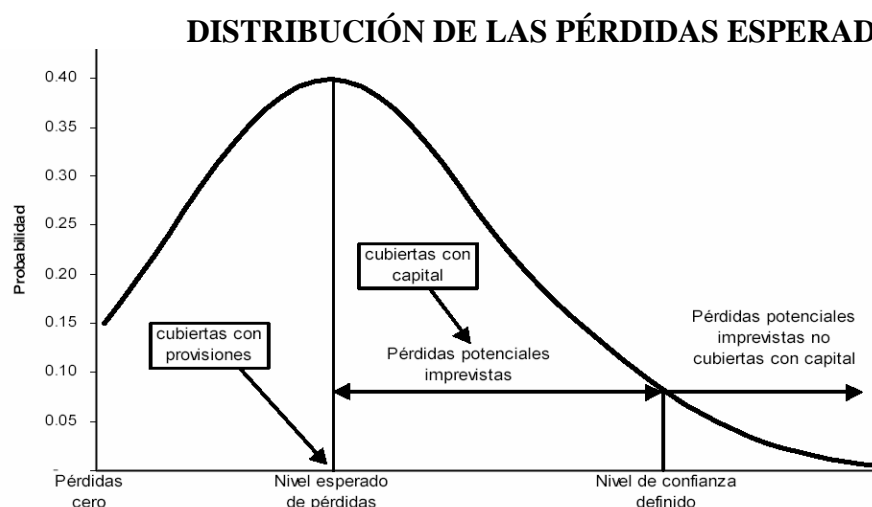 DISTRIBUCIÓN DE LAS PÉRDIDAS ESPERAD
0.40
0.35
0.30
0.25
0.20
0.15
0.10
0.05
-
Probabilidad
cubiertas con
provisiones
cubiertas con
capital
Pérdidas potenciales
imprevistas
Pérdidas potenciales
imprevistas no
cubiertas con capital
Pérdidas
cero
Nivel esperado
de pérdidas
Nivel de confianza
definido